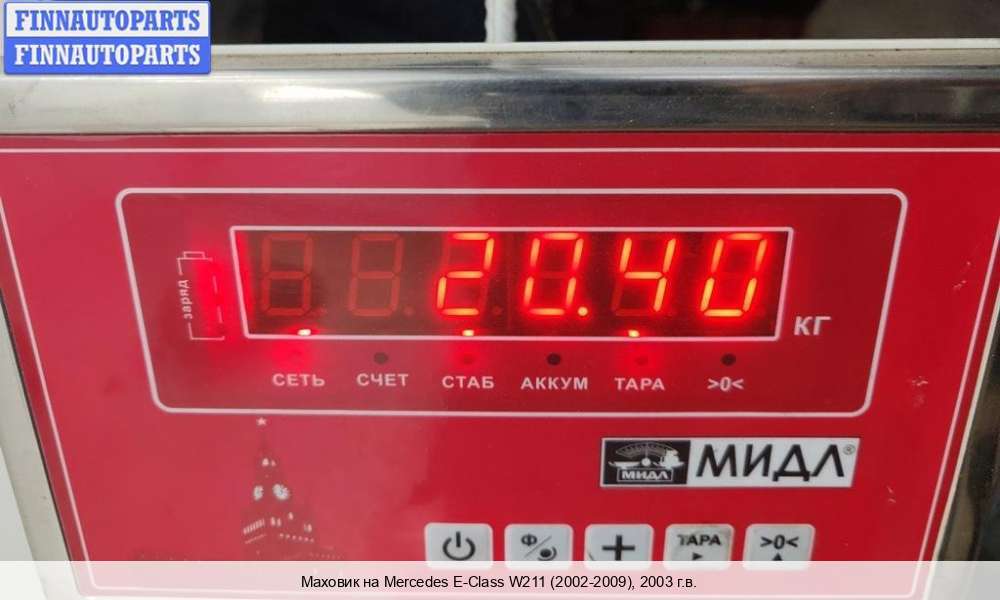 FINNAUTOPARTS
FINNAUTOPARTS
заряд
20.40
КГ
СЕТЬ СЧЕТ СТАБ АККУМ ТАРА >0<
МИДЛ МИДЛ®
Ф ТАРА >0<
Маховик на Mercedes E-Class W211 (2002-2009), 2003 г.в.